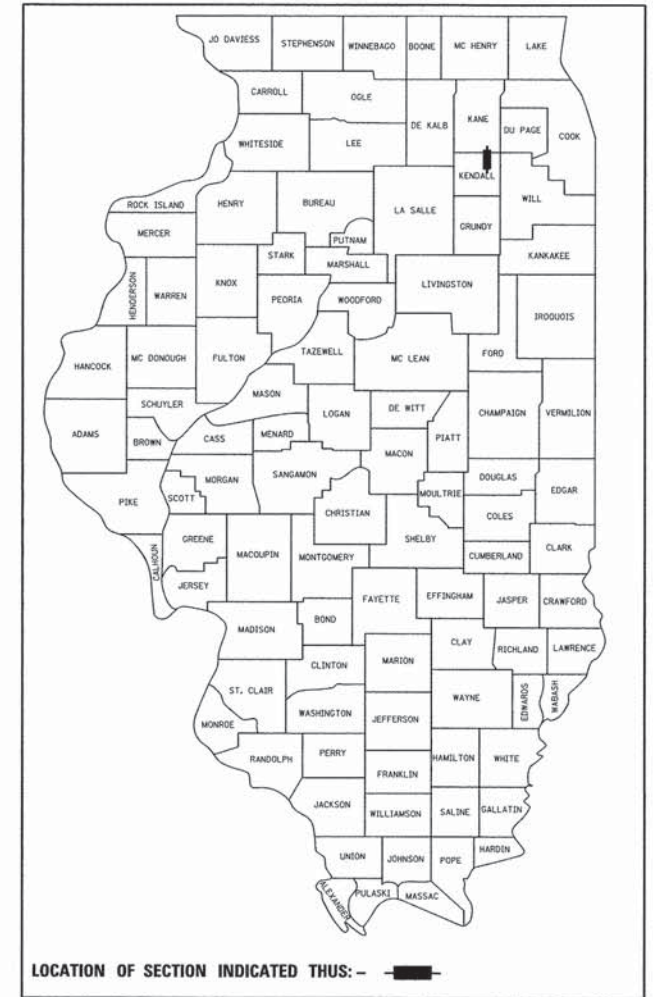 JO DAVIESS
STEPHENSON
WINNEBAGO
BOONE
MC HENRY
LAKE
CARROLL
OGLE
KANE
DE KALB
DU PAGE
COOK
WHITESIDE
LEE
KENDALL
WILL
ROCK ISLAND
HENRY
BUREAU
LA SALLE
GRUNDY
MERCER
PUTNAM
STARK
MARSHALL
KANKAKEE
HENDERSON
WARREN
KNOX
PEORIA
WOODFORD
LIVINGSTON
IROQUOIS
HANCOCK
MC DONOUGH
FULTON
TAZEWELL
MC LEAN
FORD
MASON
SCHUYLER
LOGAN
DE WITT
CHAMPAIGN
VERMILION
ADAMS
BROWN
CASS
MENARD
MACON
PIATT
PIKE
SCOTT
MORGAN
SANGAMON
MOULTRIE
DOUGLAS
EDGAR
CHRISTIAN
COLES
CALHOUN
GREENE
MACOUPIN
MONTGOMERY
SHELBY
CUMBERLAND
CLARK
JERSEY
FAYETTE
EFFINGHAM
JASPER
CRAWFORD
MADISON
BOND
CLAY
RICHLAND
LAWRENCE
CLINTON
MARION
ST. CLAIR
WAYNE
EDWARDS
WABASH
MONROE
WASHINGTON
JEFFERSON
RANDOLPH
PERRY
HAMILTON
WHITE
FRANKLIN
JACKSON
WILLIAMSON
SALINE
GALLATIN
UNION
JOHNSON
POPE
HARDIN
ALEXANDER
PULASKI
MASSAC
LOCATION OF SECTION INDICATED THUS: –